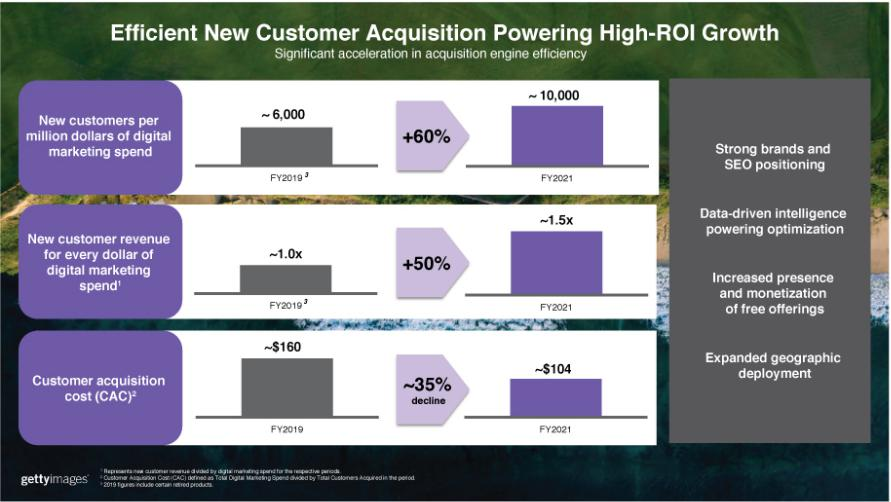 Efficient New Customer Acquisition Powering High-ROI Growth
Significant acceleration in acquisition engine efficiency
New customers per
million dollars of digital
marketing spend
~ 6,000
FY2019 3
+60%
~ 10,000
FY2021
New customer revenue
for every dollar of
digital marketing
spend1
~1.0x
FY2019 3
+50%
~1.5x
FY2021
Customer acquisition
cost (CAC)2
~$160
FY2019
~35%
decline
~$104
FY2021
Strong brands and
SEO positioning
Data-driven intelligence
powering optimization
Increased presence
and monetization
of free offerings
Expanded geographic
deployment
gettyimages®
1 Represents new customer revenue divided by digital marketing spend for the respective periods.
2 Customer Acquisition Cost (CAC) defined as Total Digital Marketing Spend divided by Total Customers Acquired in the period.
3 2019 figures include certain retired products.